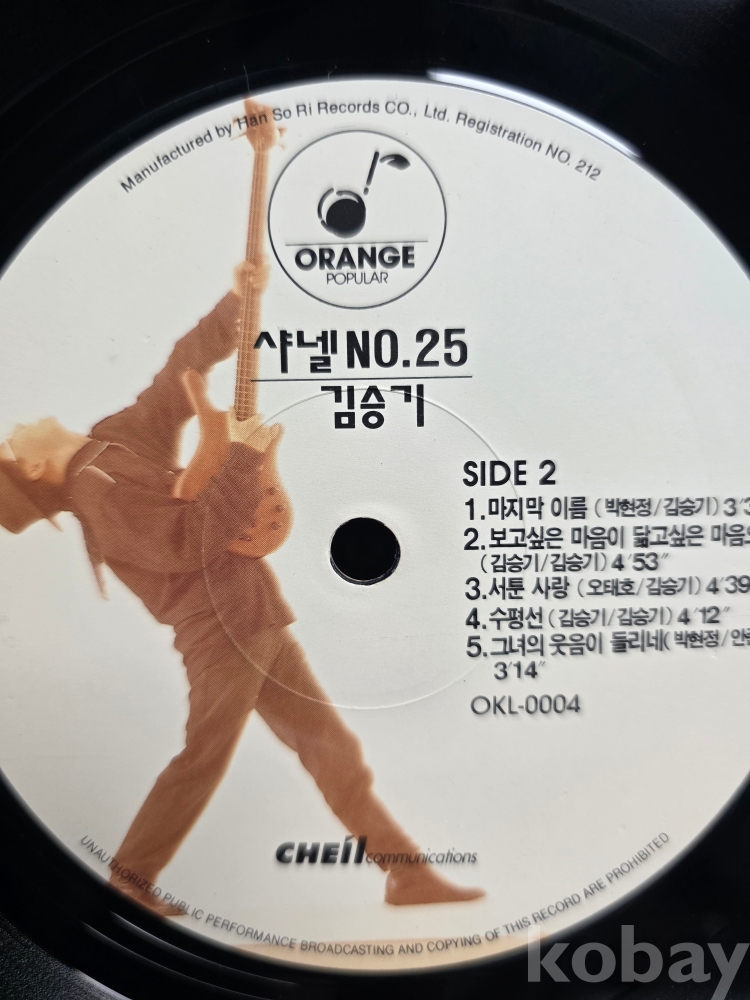 Manufactured by Han So Ri Records CO., Ltd. Registration NO. 212
ORANGE
POPULAR
샤넬 NO.25
김승기
SIDE 2
1.마지막 이름 (박현정/김승기) 3′3
2.보고싶은 마음이 닮고싶은 마음으
(김승기/김승기) 4′53″
3.서툰 사랑 (오태호/김승기) 4′39
4.수평선 (김승기/김승기) 4′12″
5.그녀의 웃음이 들리네(박현정/안
3′14″
OKL-0004
CHEil communications
UNAUTHORIZED PUBLIC PERFORMANCE BROADCASTING AND COPYING OF THIS RECORD ARE PROHIBITED
kobay